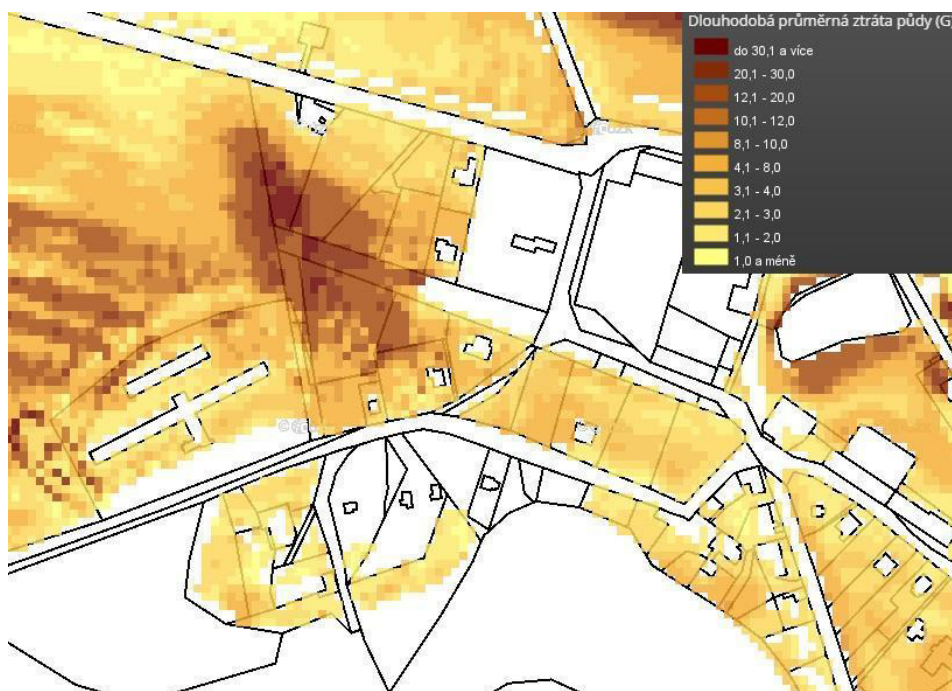 Dlouhodobá průměrná ztráta půdy (G
do 30,1 a více
20,1 - 30,0
12,1 - 20,0
10,1 - 12,0
8,1 - 10,0
4,1 - 8,0
3,1 - 4,0
2,1 - 3,0
1,1 - 2,0
1,0 a méně